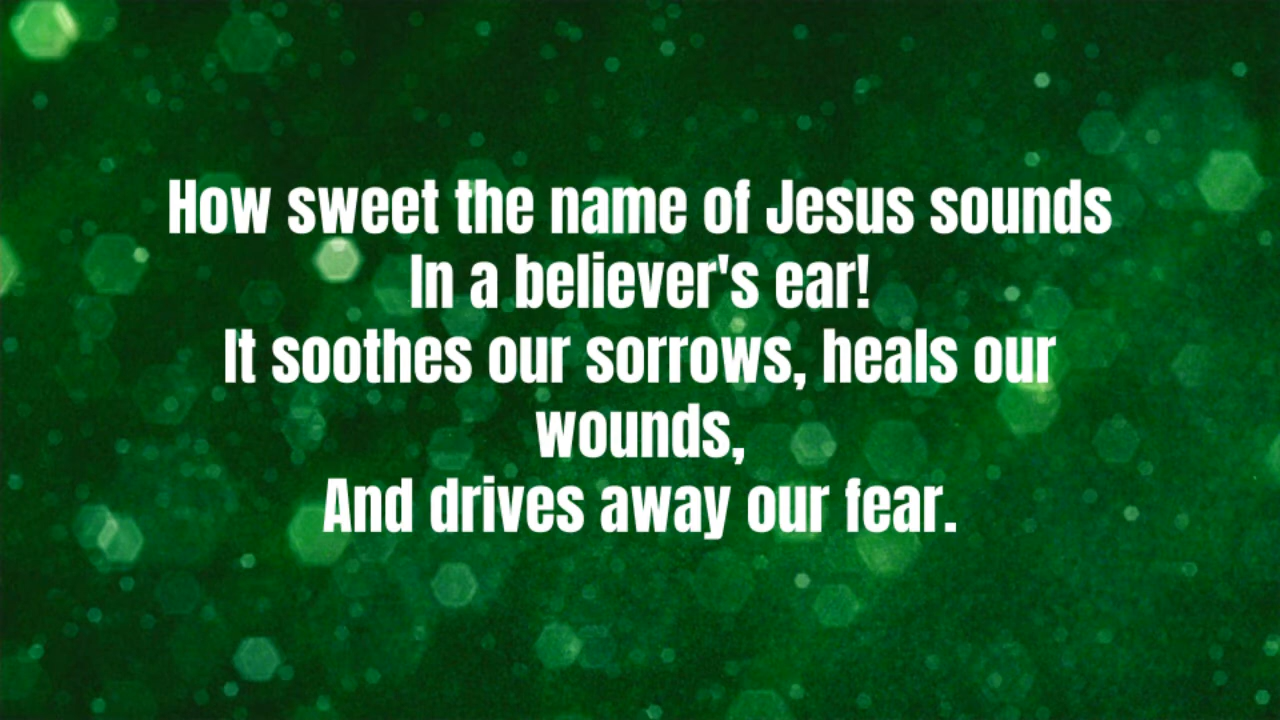 How sweet the name of Jesus sounds
In a believer's ear!
It soothes our sorrows, heals our
wounds,
And drives away our fear.